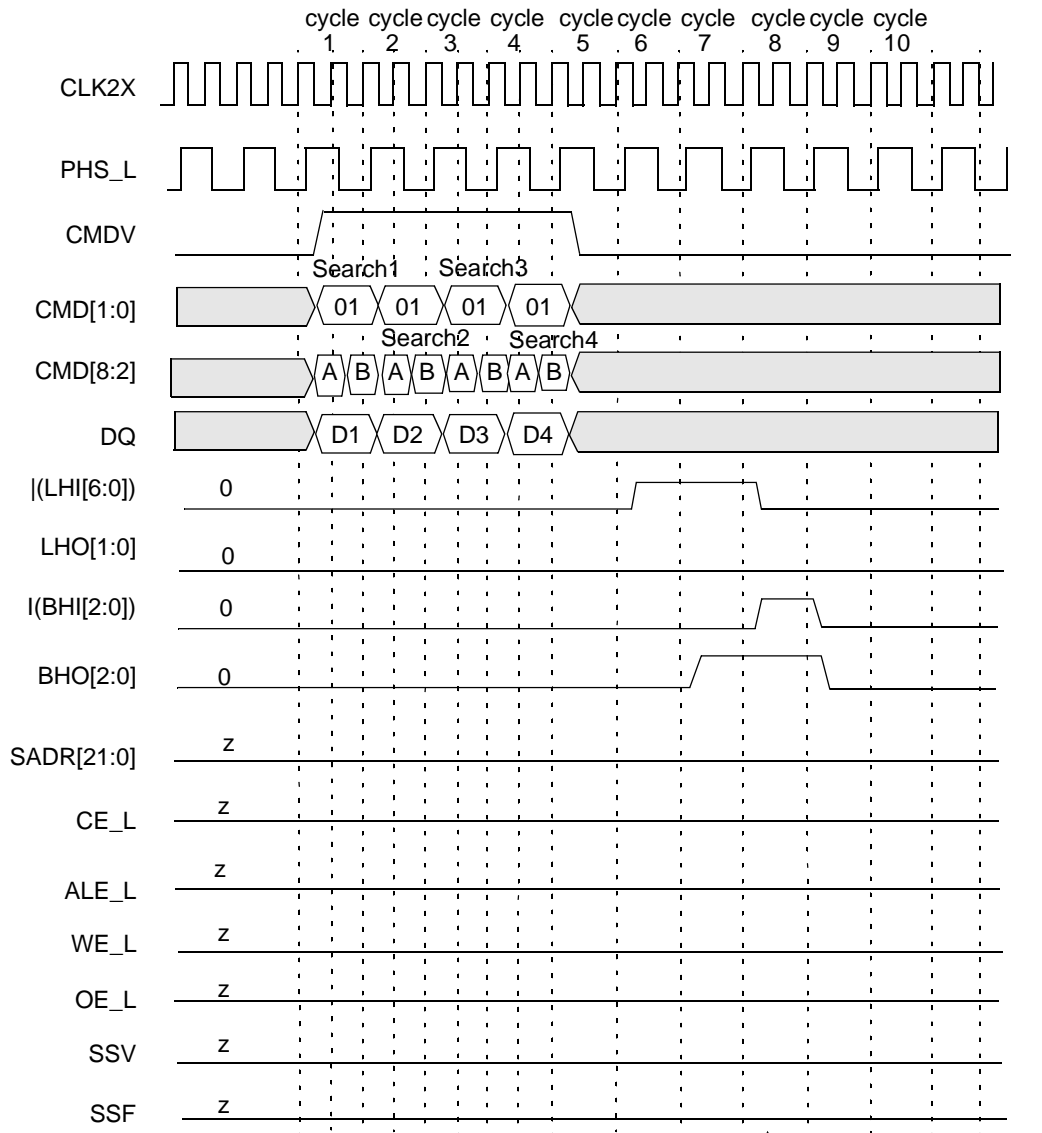 cycle cycle cycle cycle cycle cycle cycle cycle cycle cycle
1 2 3 4 5 6 7 8 9 10
CLK2X
PHS_L
CMDV
Search1 Search3
CMD[1:0] 01 01 01 01
Search2 Search4
CMD[8:2] A B A B A B A B
DQ D1 D2 D3 D4
|(LHI[6:0]) 0
LHO[1:0] 0
I(BHI[2:0]) 0
BHO[2:0] 0
SADR[21:0] z
CE_L z
ALE_L z
WE_L z
OE_L z
SSV z
SSF z